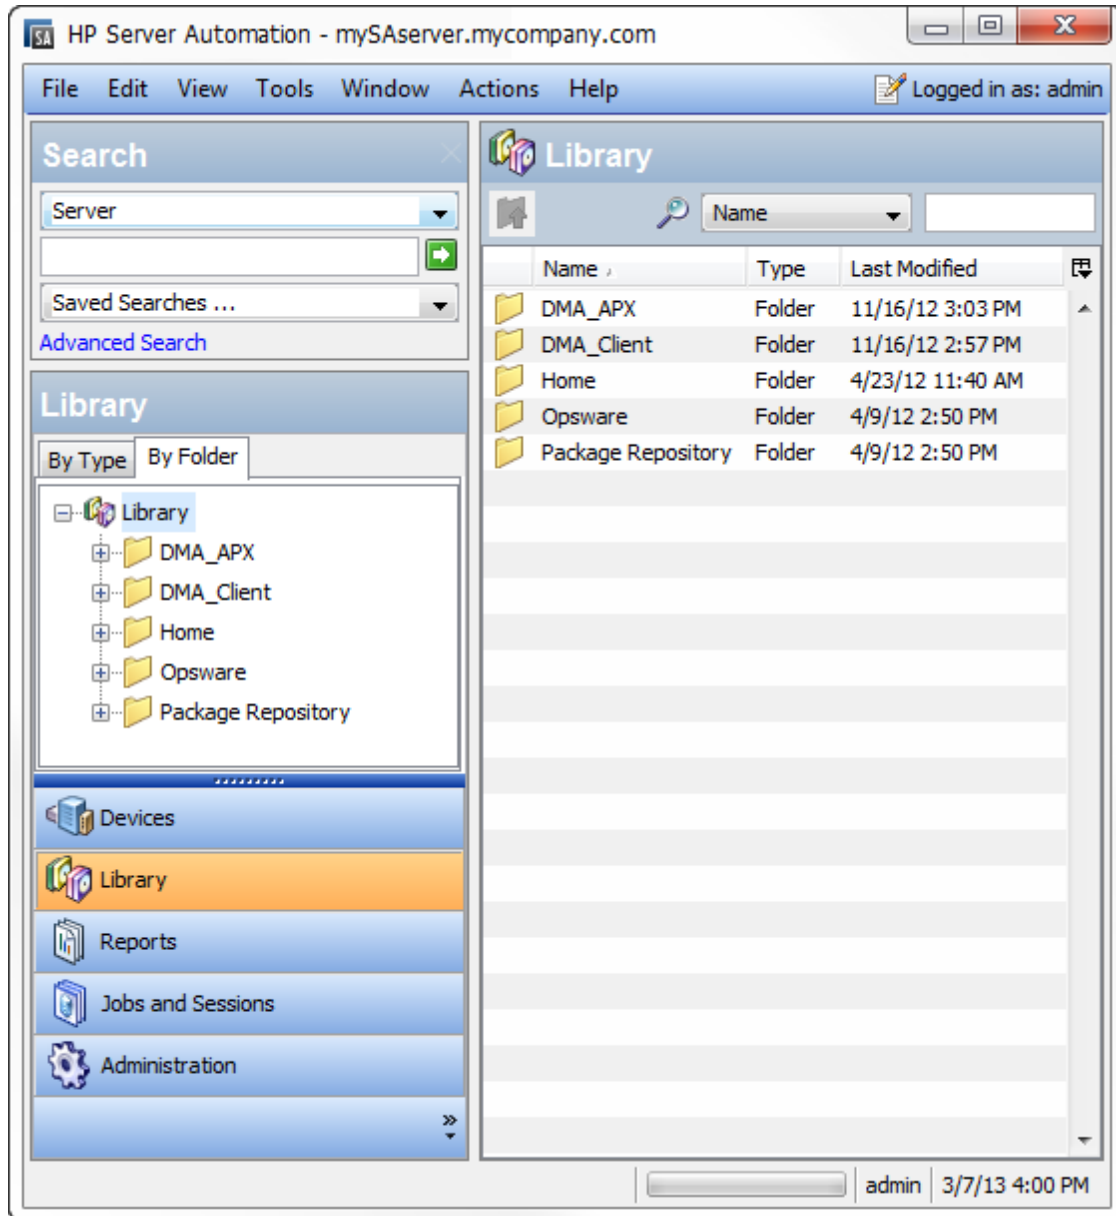 SA HP Server Automation - mySAserver.mycompany.com
File Edit View Tools Window Actions Help Logged in as: admin
Search
Server
Saved Searches ...
Advanced Search
Library
By Type By Folder
Library
DMA_APX
DMA_Client
Home
Opsware
Package Repository
Devices
Library
Reports
Jobs and Sessions
Administration
»
Library
Name
Name Type Last Modified
DMA_APX Folder 11/16/12 3:03 PM
DMA_Client Folder 11/16/12 2:57 PM
Home Folder 4/23/12 11:40 AM
Opsware Folder 4/9/12 2:50 PM
Package Repository Folder 4/9/12 2:50 PM
admin 3/7/13 4:00 PM